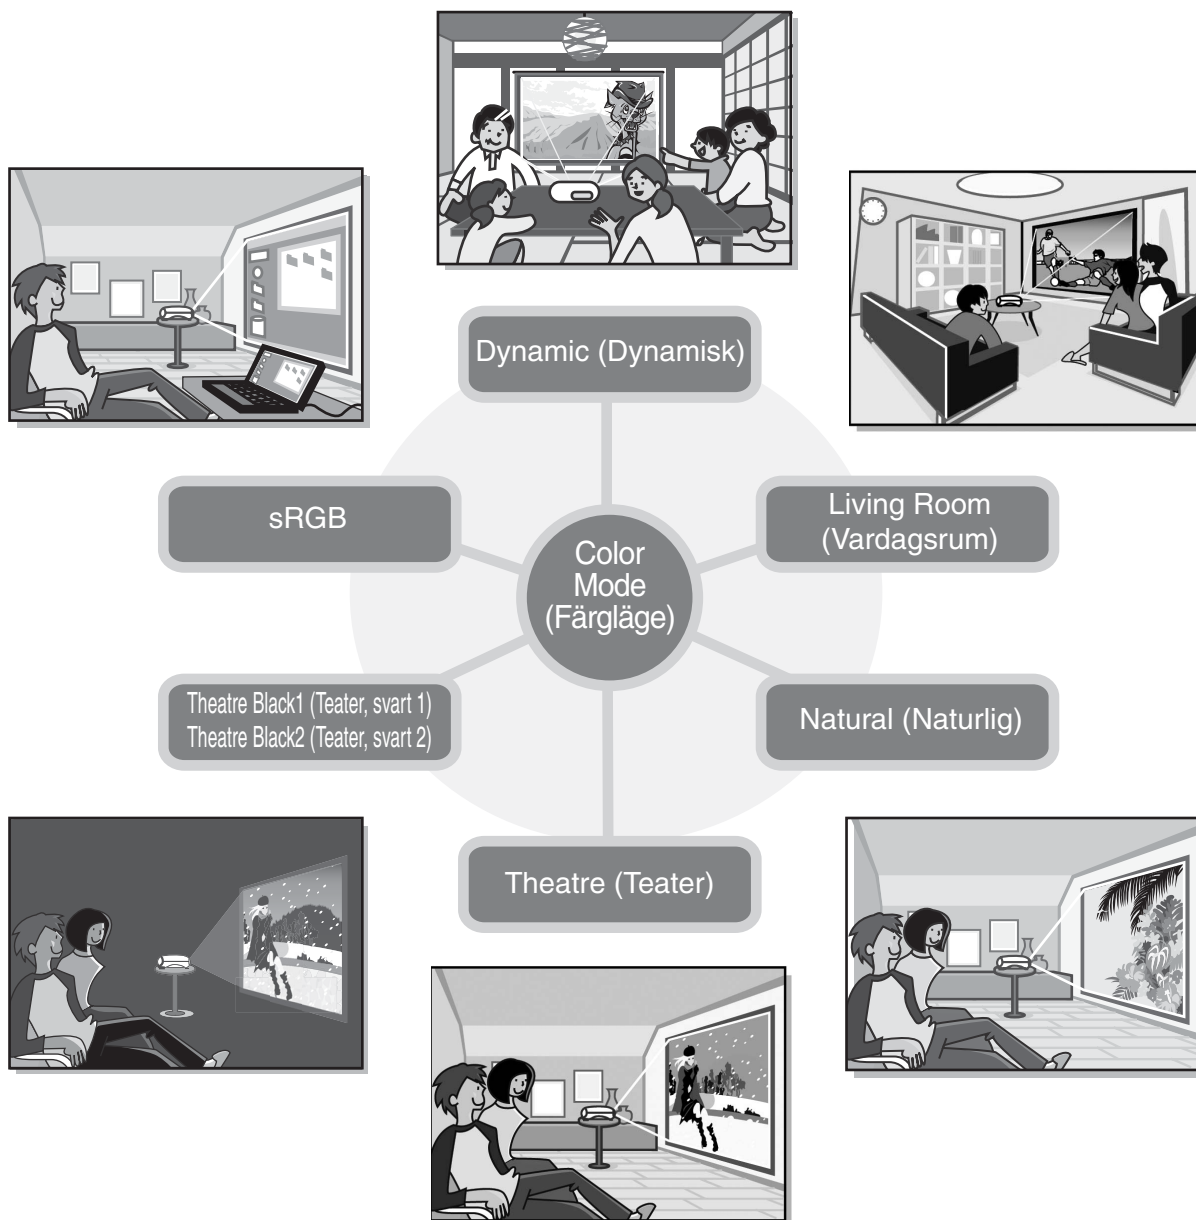 Dynamic (Dynamisk)
sRGB
Living Room
(Vardagsrum)
Color
Mode
(Färgläge)
Theatre Black1 (Teater, svart 1)
Theatre Black2 (Teater, svart 2)
Natural (Naturlig)
Theatre (Teater)